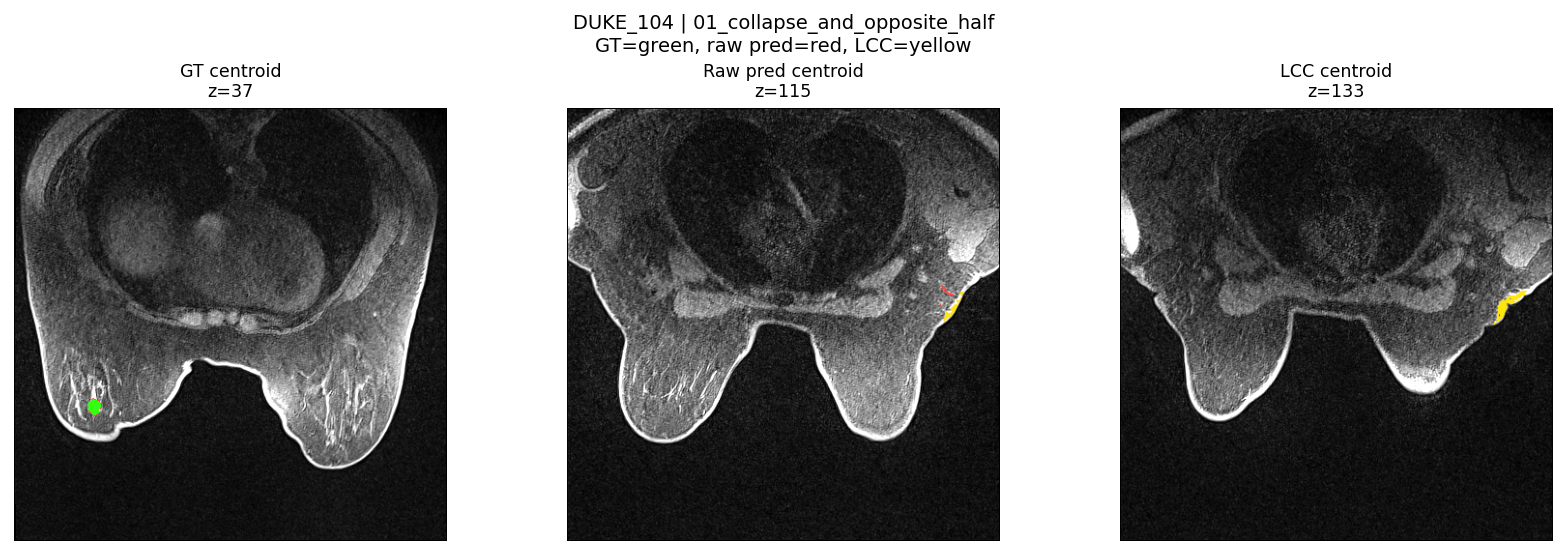 DUKE_104 | 01_collapse_and_opposite_half
GT=green, raw pred=red, LCC=yellow
GT centroid
z=37
Raw pred centroid
z=115
LCC centroid
z=133